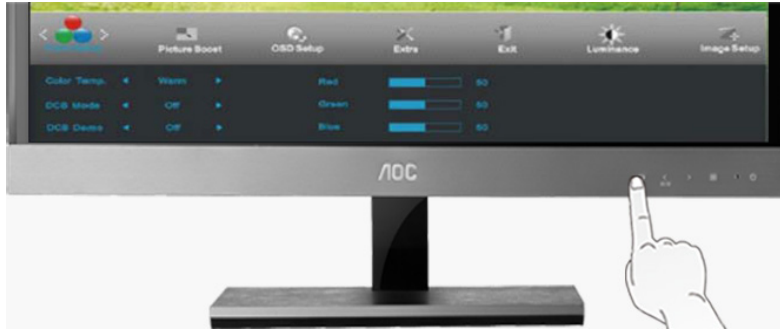 Picture Boost
OSD Setup
Extra
Exit
Luminance
Image Setup
Color Temp. Warm Red 50
DCB Mode Off Green 50
DCB Demo Off Blue 50
AOC